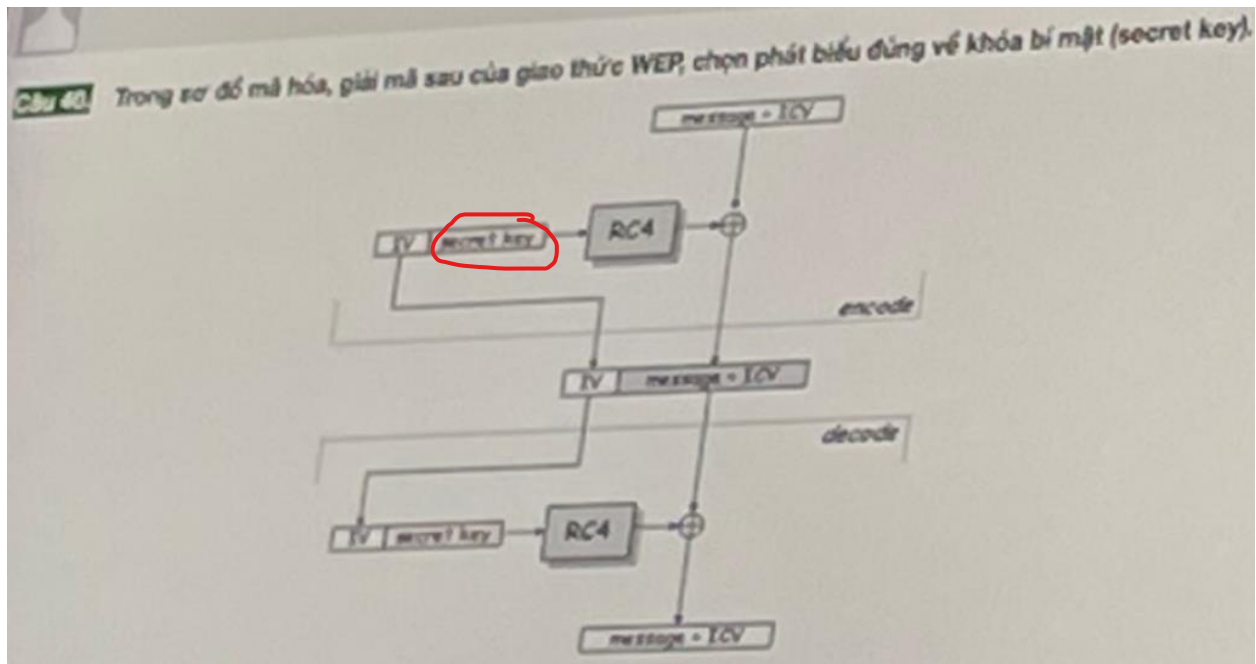 Câu 40. Trong sơ đồ mã hóa, giải mã sau của giao thức WEP, chọn phát biểu đúng về khóa bí mật (secret key).
message + ICV
IV secret key RC4
encode
IV message + ICV
decode
IV secret key RC4
message + ICV